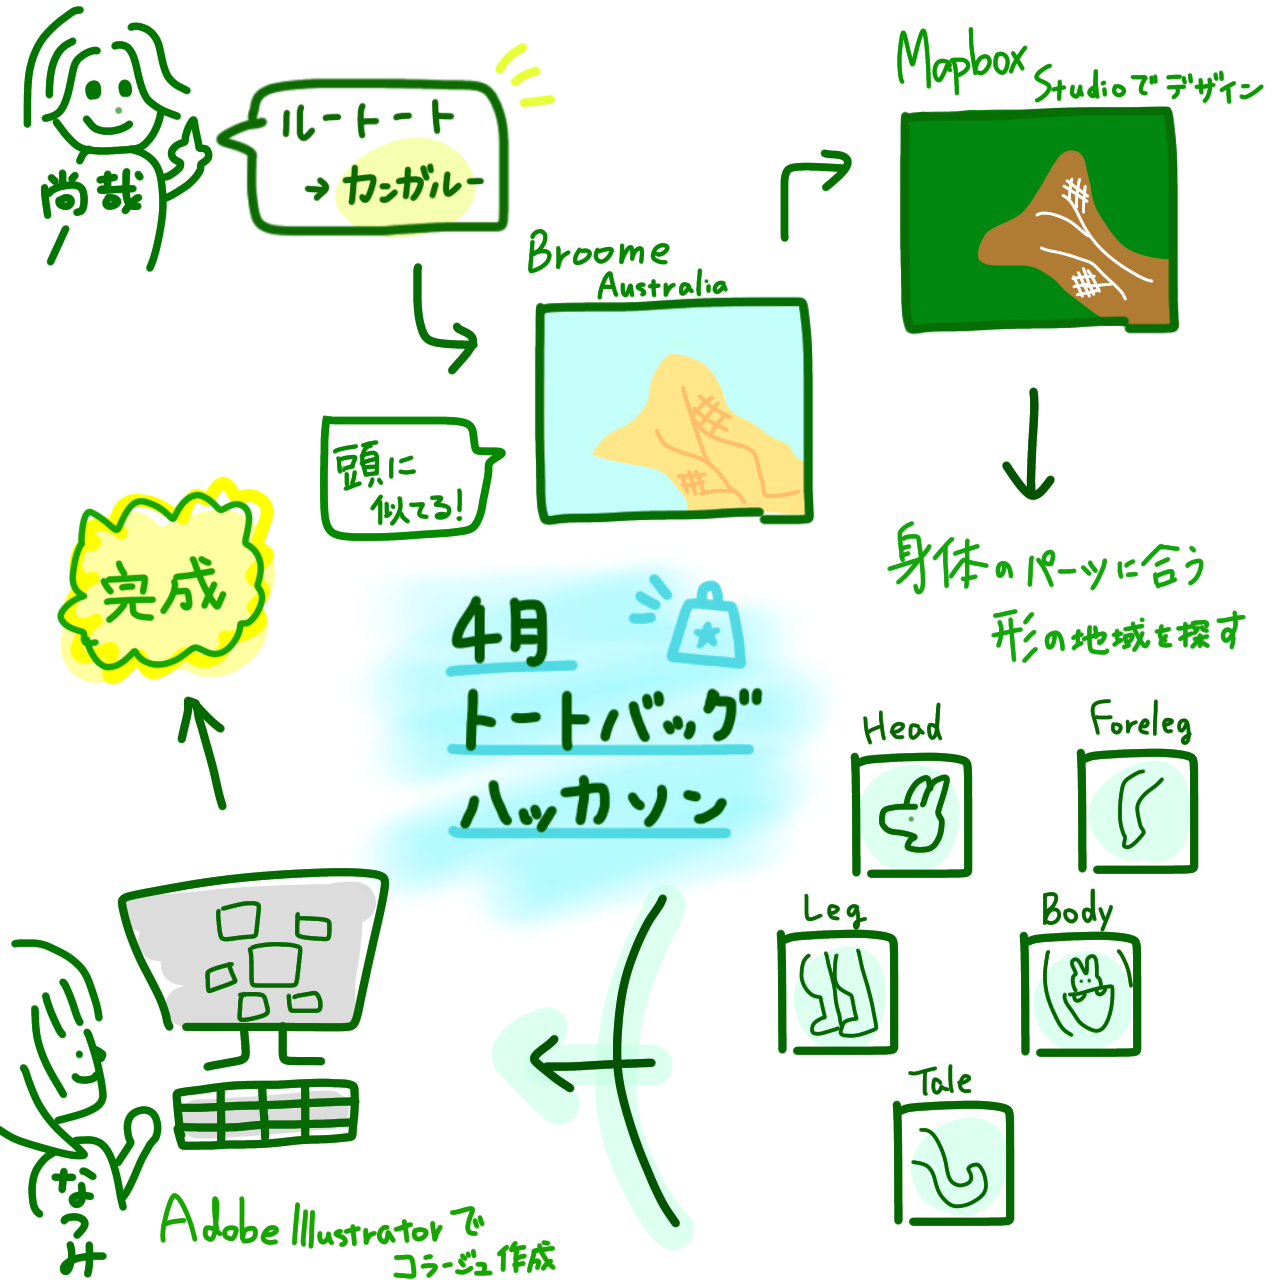 尚哉
ルートート
→カンガルー
Broome
Australia
頭に
似てる!
Mapbox
Studioでデザイン
身体のパーツに合う
形の地域を探す
Head
Foreleg
Leg
Body
Tale
なつみ
Adobe Illustratorで
コラージュ作成
完成
4月
トートバッグ
ハッカソン